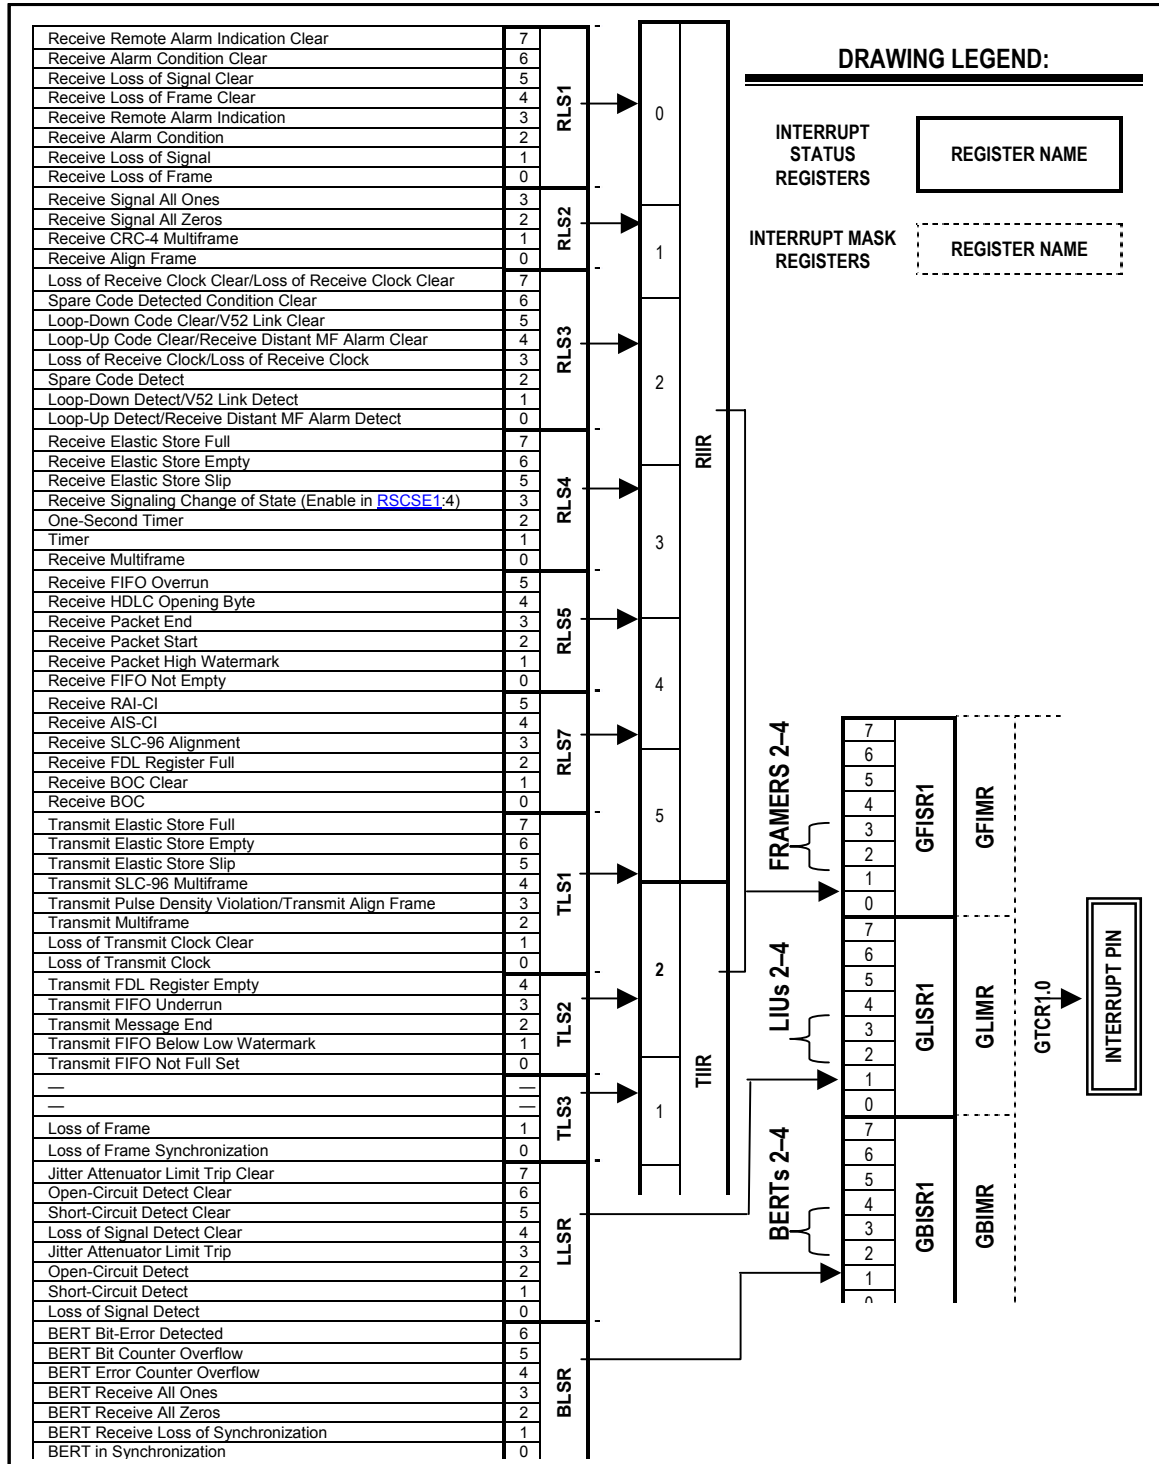 Receive Remote Alarm Indication Clear 7
Receive Alarm Condition Clear 6
Receive Loss of Signal Clear 5
Receive Loss of Frame Clear 4
Receive Remote Alarm Indication 3
Receive Alarm Condition 2
Receive Loss of Signal 1
Receive Loss of Frame 0
RLS1
Receive Signal All Ones 3
Receive Signal All Zeros 2
Receive CRC-4 Multiframe 1
Receive Align Frame 0
RLS2
Loss of Receive Clock Clear/Loss of Receive Clock Clear 7
Spare Code Detected Condition Clear 6
Loop-Down Code Clear/V52 Link Clear 5
Loop-Up Code Clear/Receive Distant MF Alarm Clear 4
Loss of Receive Clock/Loss of Receive Clock 3
Spare Code Detect 2
Loop-Down Detect/V52 Link Detect 1
Loop-Up Detect/Receive Distant MF Alarm Detect 0
RLS3
Receive Elastic Store Full 7
Receive Elastic Store Empty 6
Receive Elastic Store Slip 5
Receive Signaling Change of State (Enable in RSCSE1:4) 3
One-Second Timer 2
Timer 1
Receive Multiframe 0
RLS4
Receive FIFO Overrun 5
Receive HDLC Opening Byte 4
Receive Packet End 3
Receive Packet Start 2
Receive Packet High Watermark 1
Receive FIFO Not Empty 0
RLS5
Receive RAI-CI 5
Receive AIS-CI 4
Receive SLC-96 Alignment 3
Receive FDL Register Full 2
Receive BOC Clear 1
Receive BOC 0
RLS7
Transmit Elastic Store Full 7
Transmit Elastic Store Empty 6
Transmit Elastic Store Slip 5
Transmit SLC-96 Multiframe 4
Transmit Pulse Density Violation/Transmit Align Frame 3
Transmit Multiframe 2
Loss of Transmit Clock Clear 1
Loss of Transmit Clock 0
TLS1
Transmit FDL Register Empty 4
Transmit FIFO Underrun 3
Transmit Message End 2
Transmit FIFO Below Low Watermark 1
Transmit FIFO Not Full Set 0
TLS2
— —
— —
Loss of Frame 1
Loss of Frame Synchronization 0
TLS3
Jitter Attenuator Limit Trip Clear 7
Open-Circuit Detect Clear 6
Short-Circuit Detect Clear 5
Loss of Signal Detect Clear 4
Jitter Attenuator Limit Trip 3
Open-Circuit Detect 2
Short-Circuit Detect 1
Loss of Signal Detect 0
LLSR
BERT Bit-Error Detected 6
BERT Bit Counter Overflow 5
BERT Error Counter Overflow 4
BERT Receive All Ones 3
BERT Receive All Zeros 2
BERT Receive Loss of Synchronization 1
BERT in Synchronization 0
BLSR
0
1
2
3
4
5
RIIR
2
1
TIIR
DRAWING LEGEND:
INTERRUPT
STATUS
REGISTERS
REGISTER NAME
INTERRUPT MASK
REGISTERS
REGISTER NAME
FRAMERS 2–4
7
6
5
4
3
2
1
0
GFISR1
GFIMR
LIUs 2–4
7
6
5
4
3
2
1
0
GLISR1
GLIMR
BERTs 2–4
7
6
5
4
3
2
1
0
GBISR1
GBIMR
GTCR1.0
INTERRUPT PIN